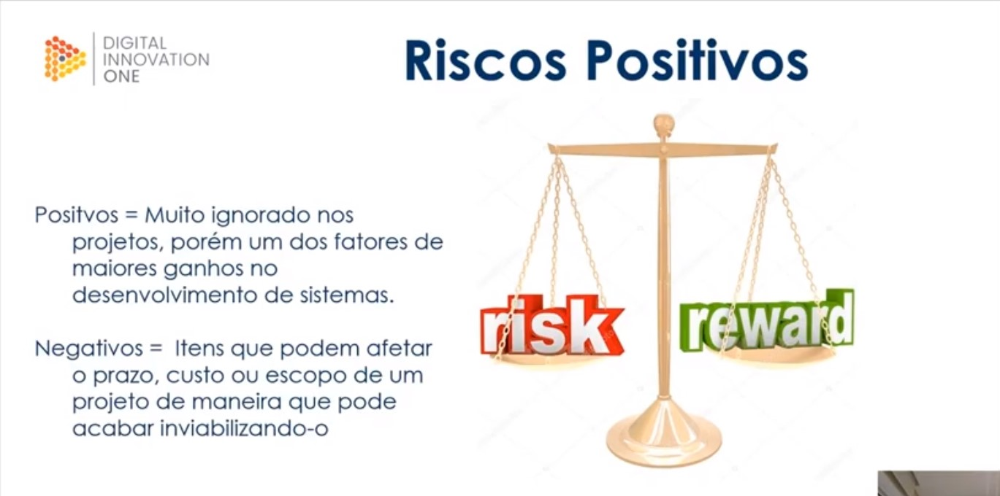 DIGITAL
INNOVATION
ONE
Riscos Positivos
Positvos = Muito ignorado nos
projetos, porém um dos fatores de
maiores ganhos no
desenvolvimento de sistemas.
Negativos = Itens que podem afetar
o prazo, custo ou escopo de um
projeto de maneira que pode
acabar inviabilizando-o
risk
reward